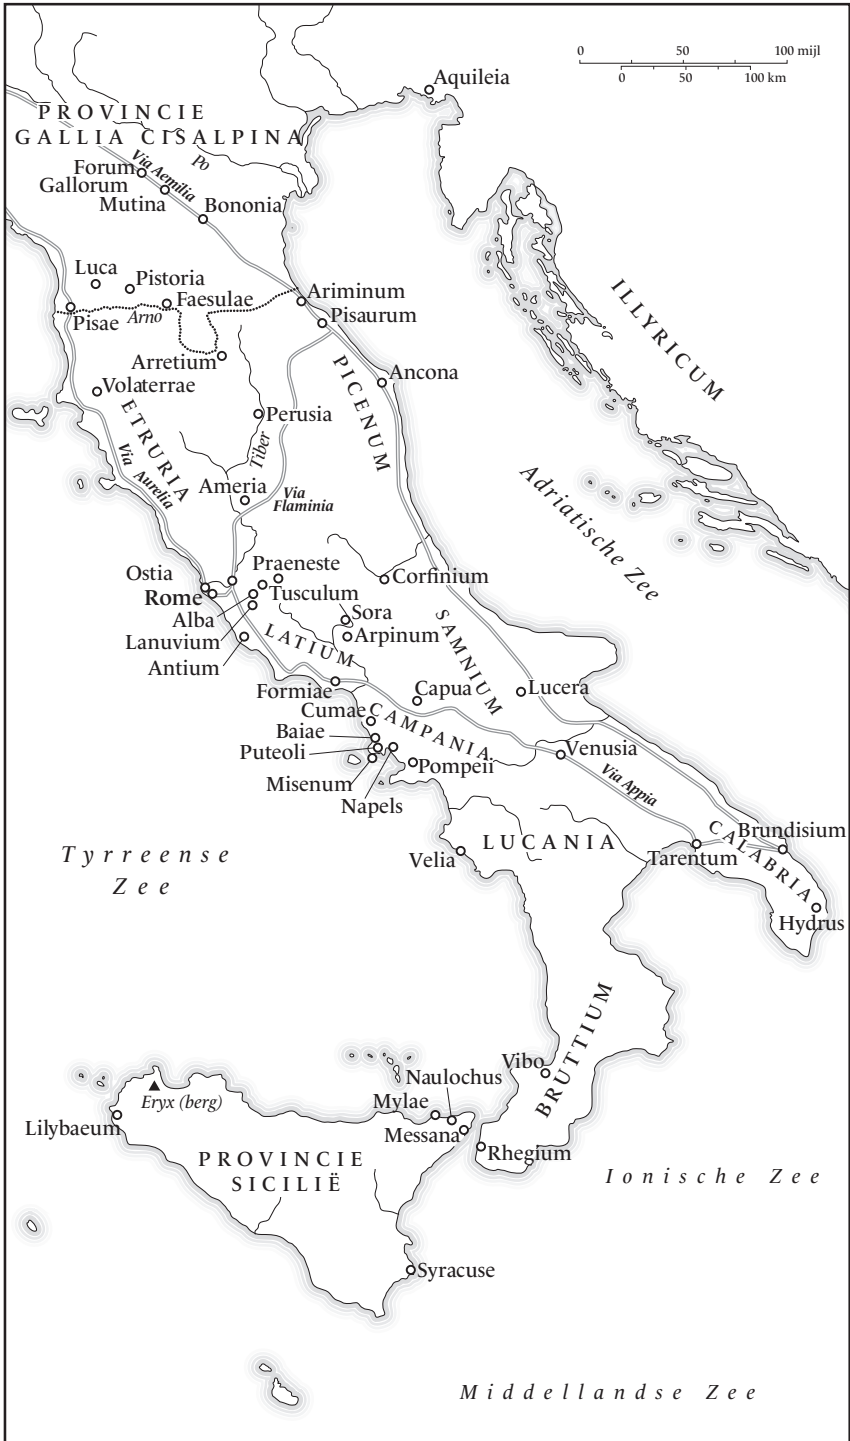 0 50 100 mijl
0 50 100 km
Aquileia
PROVINCIE
GALLIA CISALPINA
Po
Via Aemilia
Forum
Gallorum
Mutina
Bononia
Luca
Pistoria
Faesulae
Ariminum
Pisae
Arno
Pisaurum
ILLYRICUM
Arretium
PICENUM
Ancona
Volaterrae
ETRURIA
Perusia
Tiber
Via
Aurelia
Ameria
Via
Flaminia
Adriatische Zee
Ostia
Praeneste
Corfinium
Rome
Tusculum
Alba
Sora
Lanuvium
Arpinum
LATIUM
SAMNIUM
Antium
Formiae
Capua
Lucera
Cumae
CAMPANIA
Baiae
Puteoli
Venusia
Misenum
Pompeii
Napels
Via Appia
Tyrreense
Zee
Velia
LUCANIA
Tarentum
CALABRIA
Brundisium
Hydrus
BRUTTIUM
Vibo
Naulochus
Eryx (berg)
Mylae
Lilybaeum
Messana
Rhegium
PROVINCIE
SICILIË
Ionische Zee
Syracuse
Middellandse Zee